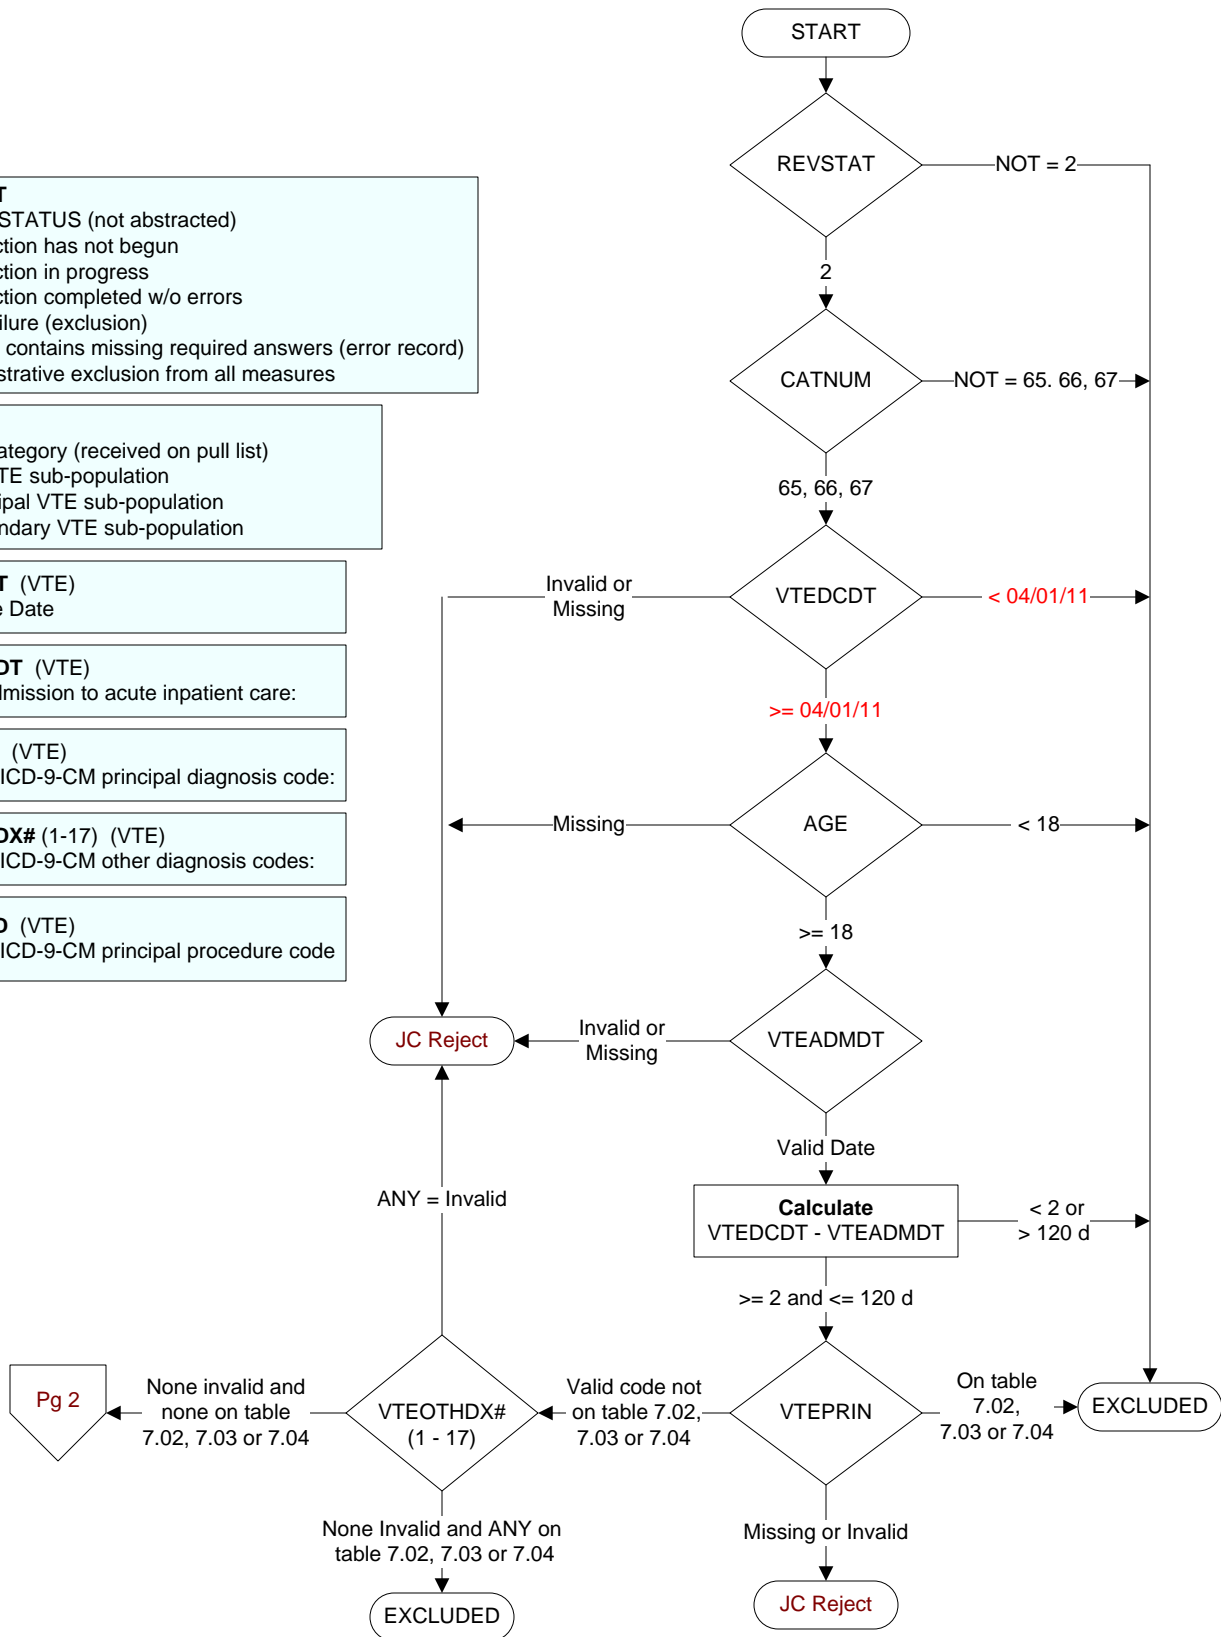 START
REVSTAT
NOT = 2
2
T
STATUS (not abstracted)
ction has not begun
ction in progress
ction completed w/o errors
ilure (exclusion)
contains missing required answers (error record)
strative exclusion from all measures
CATNUM
NOT = 65. 66, 67
65, 66, 67
ategory (received on pull list)
TE sub-population
ipal VTE sub-population
ndary VTE sub-population
VTEDCDT
Invalid or
Missing
< 04/01/11
>= 04/01/11
T (VTE)
e Date
DT (VTE)
lmission to acute inpatient care:
(VTE)
ICD-9-CM principal diagnosis code:
DX# (1-17) (VTE)
ICD-9-CM other diagnosis codes:
D (VTE)
ICD-9-CM principal procedure code
AGE
Missing
< 18
>= 18
JC Reject
Invalid or
Missing
VTEADMDT
Valid Date
ANY = Invalid
Calculate
VTEDCDT - VTEADMDT
< 2 or
> 120 d
>= 2 and <= 120 d
Pg 2
None invalid and
none on table
7.02, 7.03 or 7.04
VTEOTHDX#
(1 - 17)
Valid code not
on table 7.02,
7.03 or 7.04
VTEPRIN
On table
7.02,
7.03 or 7.04
EXCLUDED
None Invalid and ANY on
table 7.02, 7.03 or 7.04
Missing or Invalid
EXCLUDED
JC Reject